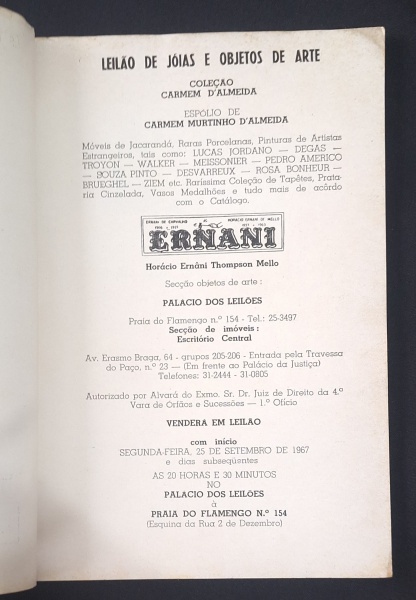 LEILÃO DE JÓIAS E OBJETOS DE ARTE
COLEÇÃO
CARMEM D'ALMEIDA
ESPÓLIO DE
CARMEM MURTINHO D'ALMEIDA
Móveis de Jacarandá, Raras Porcelanas, Pinturas de Artistas
Estrangeiros, tais como: LUCAS JORDANO — DEGAS —
TROYON — WALKER — MEISSONIER — PEDRO AMERICO
— SOUZA PINTO — DESVARREUX — ROSA BONHEUR —
BRUEGHEL — ZIEM etc. Raríssima Coleção de Tapêtes, Prata-
ria Cinzelada, Vasos Medalhões e tudo mais de acôrdo
com o Catálogo.
ERNANI DE CARVALHO
HORÁCIO ERNANI DE MELLO
ERNÂNI
Horácio Ernâni Thompson Mello
Secção objetos de arte:
PALACIO DOS LEILÕES
Praia do Flamengo n.º 154 - Tel.: 25-3497
Secção de imóveis:
Escritório Central
Av. Erasmo Braga, 64 - grupos 205-206 - Entrada pela Travessa
do Paço, n.º 23 — (Em frente ao Palácio da Justiça)
Telefones: 31-2444 - 31-0805
Autorizado por Alvará do Exmo. Sr. Dr. Juiz de Direito da 4.º
Vara de Orfãos e Sucessões — 1.º Ofício
VENDERA EM LEILÃO
com início
SEGUNDA-FEIRA, 25 DE SETEMBRO DE 1967
e dias subseqüentes
AS 20 HORAS E 30 MINUTOS
NO
PALACIO DOS LEILÕES
à
PRAIA DO FLAMENGO N.º 154
(Esquina da Rua 2 de Dezembro)